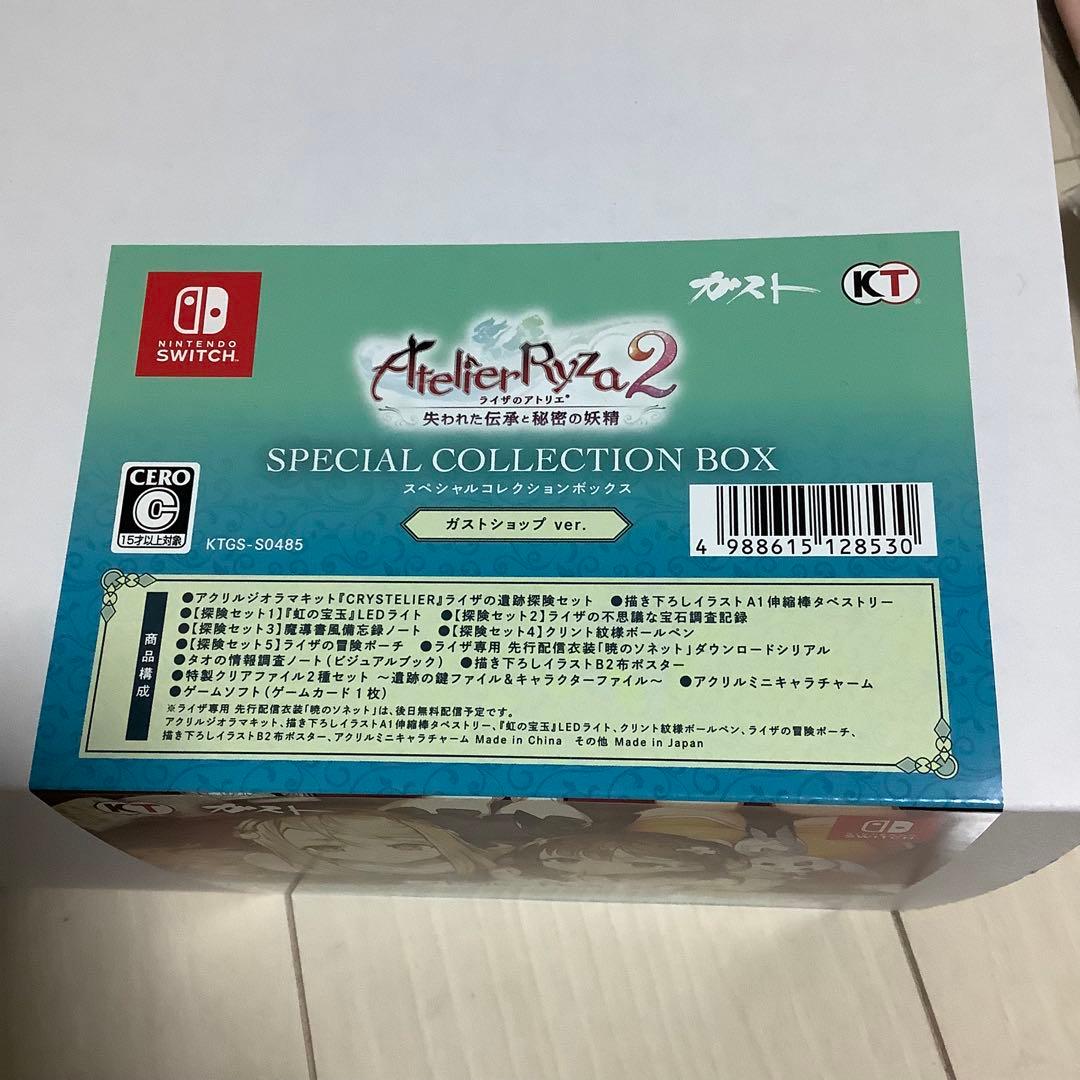 NINTENDO
SWITCH
ガスト
KT
Atelier Ryza 2
ライザのアトリエ®
失われた伝承と秘密の妖精
SPECIAL COLLECTION BOX
スペシャルコレクションボックス
ガストショップ ver.
CERO
C
15才以上対象
KTGS-S0485
4 988615 128530
商品構成
●アクリルジオラマキット『CRYSTELIER』ライザの遺跡探険セット ●描き下ろしイラストA1伸縮棒タペストリー
●【探険セット1】『虹の宝玉』LEDライト ●【探険セット2】ライザの不思議な宝石調査記録
●【探険セット3】魔導書風備忘録ノート ●【探険セット4】クリント紋様ボールペン
●【探険セット5】ライザの冒険ポーチ ●ライザ専用 先行配信衣装「暁のソネット」ダウンロードシリアル
●タオの情報調査ノート(ビジュアルブック) ●描き下ろしイラストB2布ポスター
●特製クリアファイル2種セット ～遺跡の鍵ファイル&キャラクターファイル～ ●アクリルミニキャラチャーム
●ゲームソフト(ゲームカード1枚)
※ライザ専用 先行配信衣装「暁のソネット」は、後日無料配信予定です。
アクリルジオラマキット、描き下ろしイラストA1伸縮棒タペストリー、『虹の宝玉』LEDライト、クリント紋様ボールペン、ライザの冒険ポーチ、
描き下ろしイラストB2布ポスター、アクリルミニキャラチャーム Made in China その他 Made in Japan
KT
ガスト
NINTENDO
SWITCH